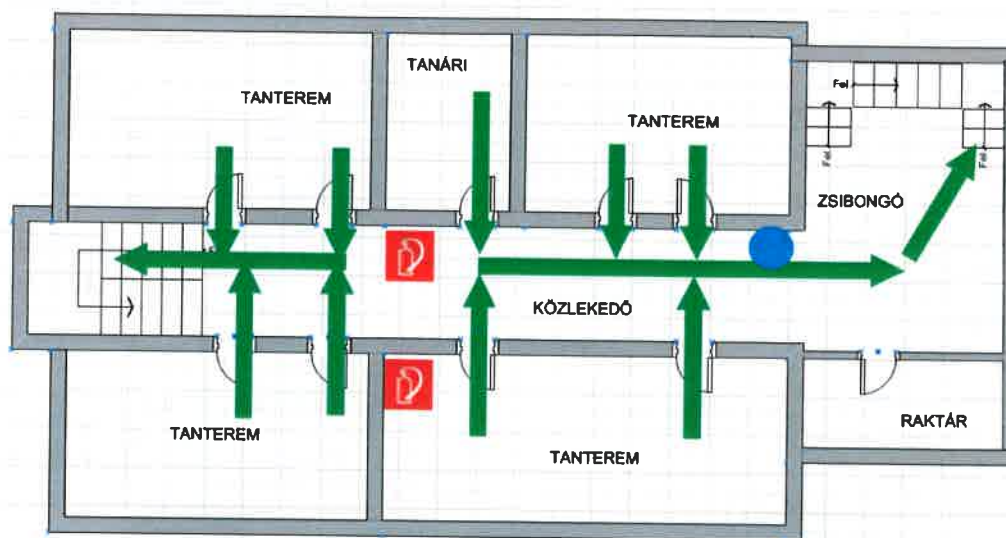 TANÁRI
TANTEREM
TANTEREM
Fel
Fel
Fel
ZSIBONGÓ
KÖZLEKEDŐ
TANTEREM
TANTEREM
RAKTÁR